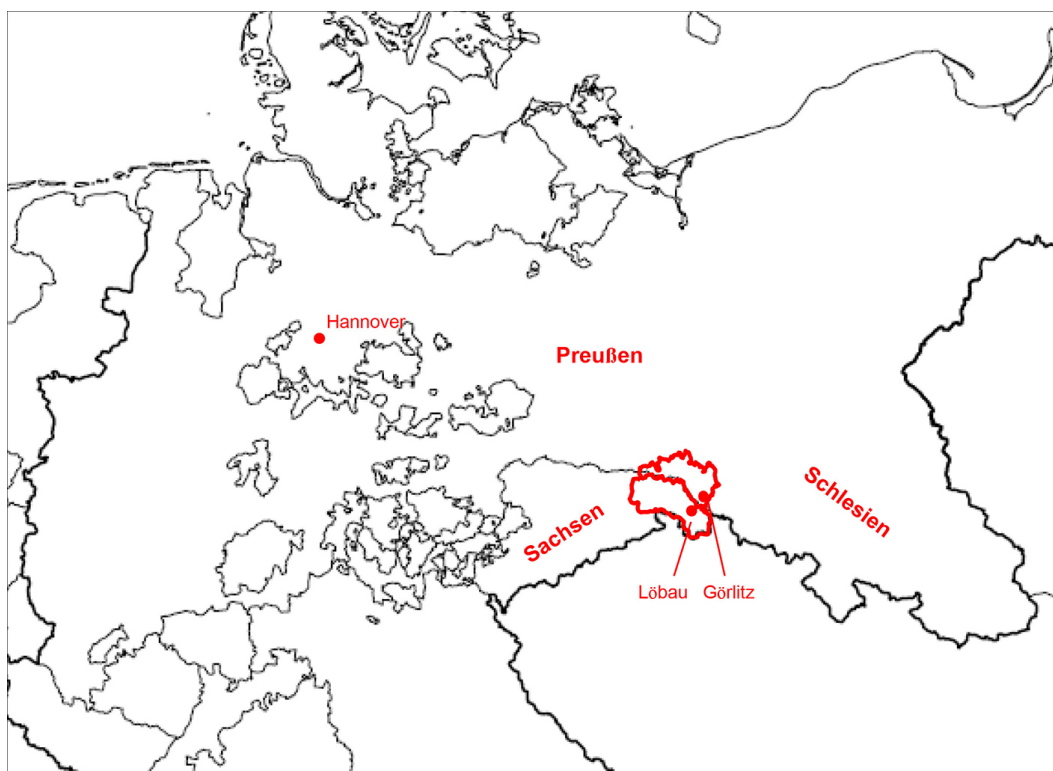 Hannover
Preußen
Schlesien
Sachsen
Löbau
Görlitz